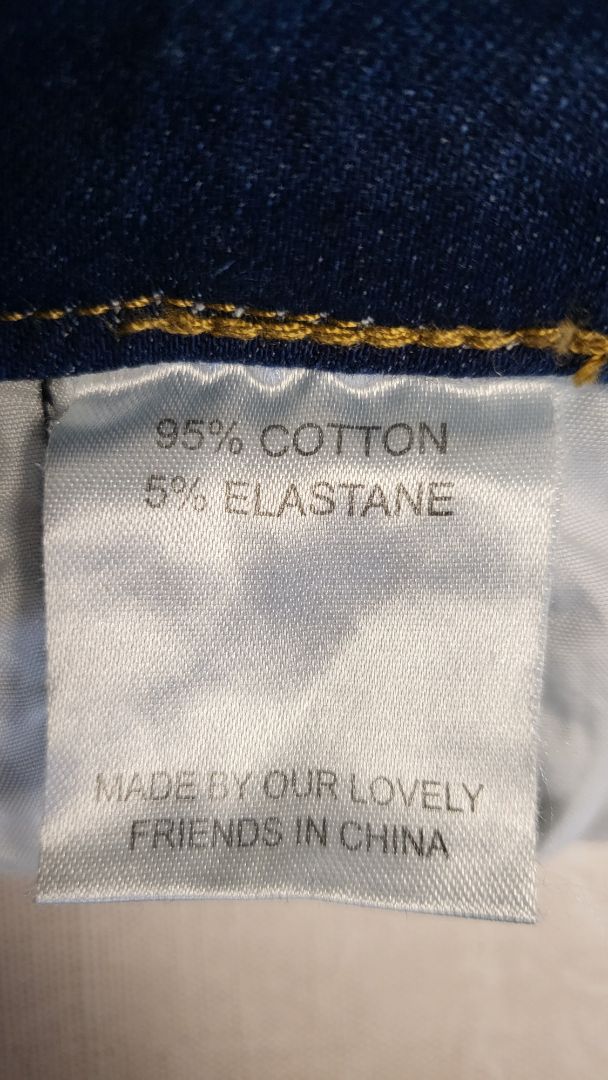 95% COTTON
5% ELASTANE
MADE BY OUR LOVELY
FRIENDS IN CHINA